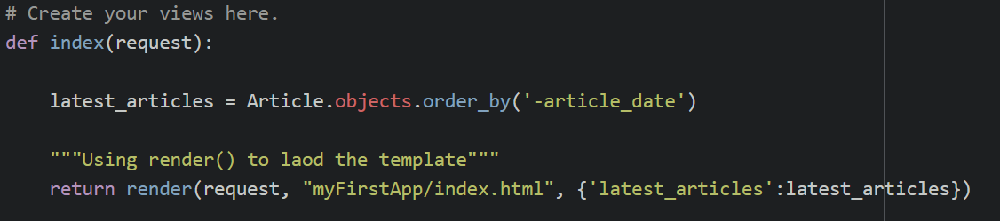 # Create your views here.
def index(request):
latest_articles = Article.objects.order_by('-article_date')
"""Using render() to laod the template"""
return render(request, "myFirstApp/index.html", {'latest_articles':latest_articles})